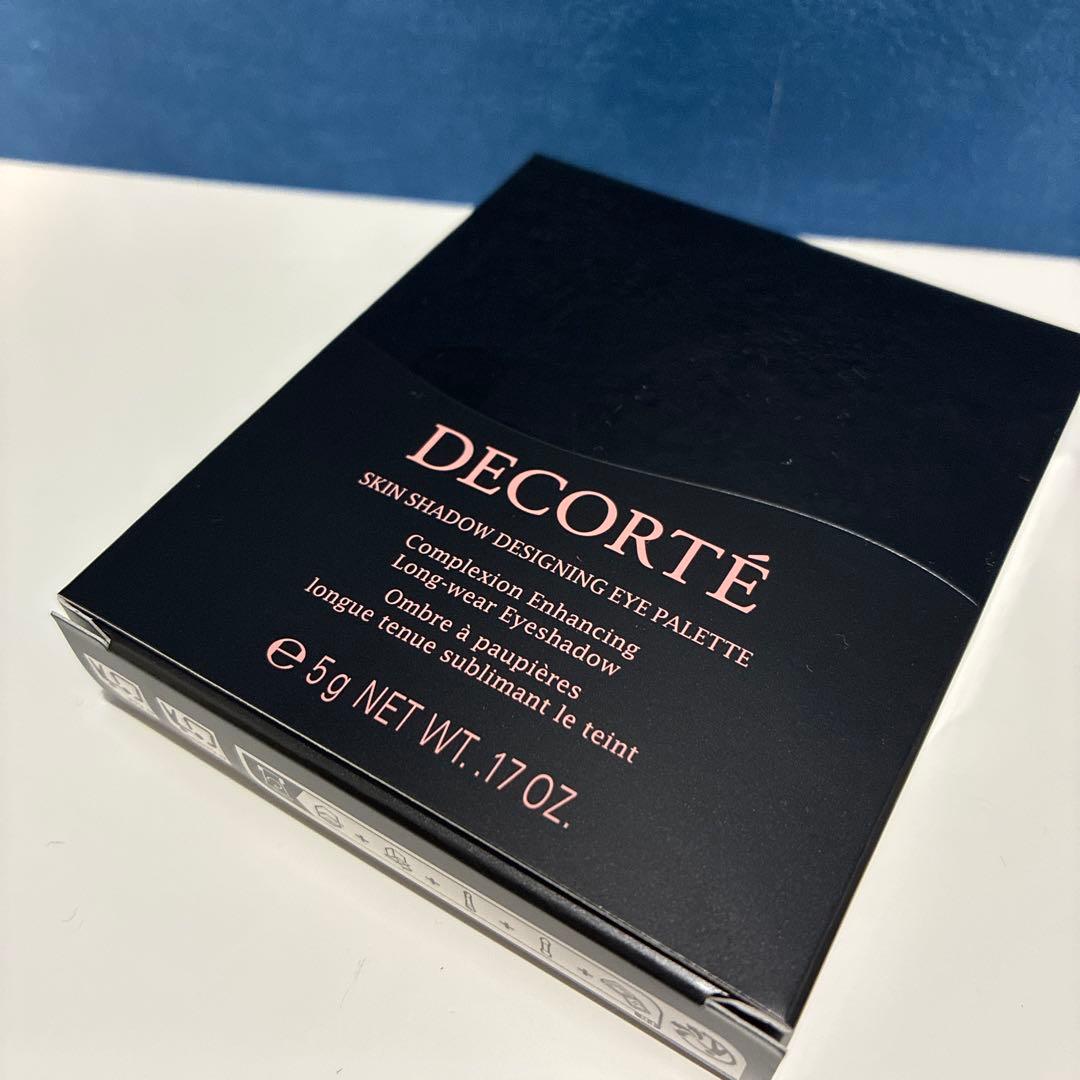 DECORTÉ
SKIN SHADOW DESIGNING EYE PALETTE
Complexion Enhancing
Long-wear Eyeshadow
Ombre à paupières
longue tenue sublimant le teint
℮ 5g NET WT. .17 OZ.